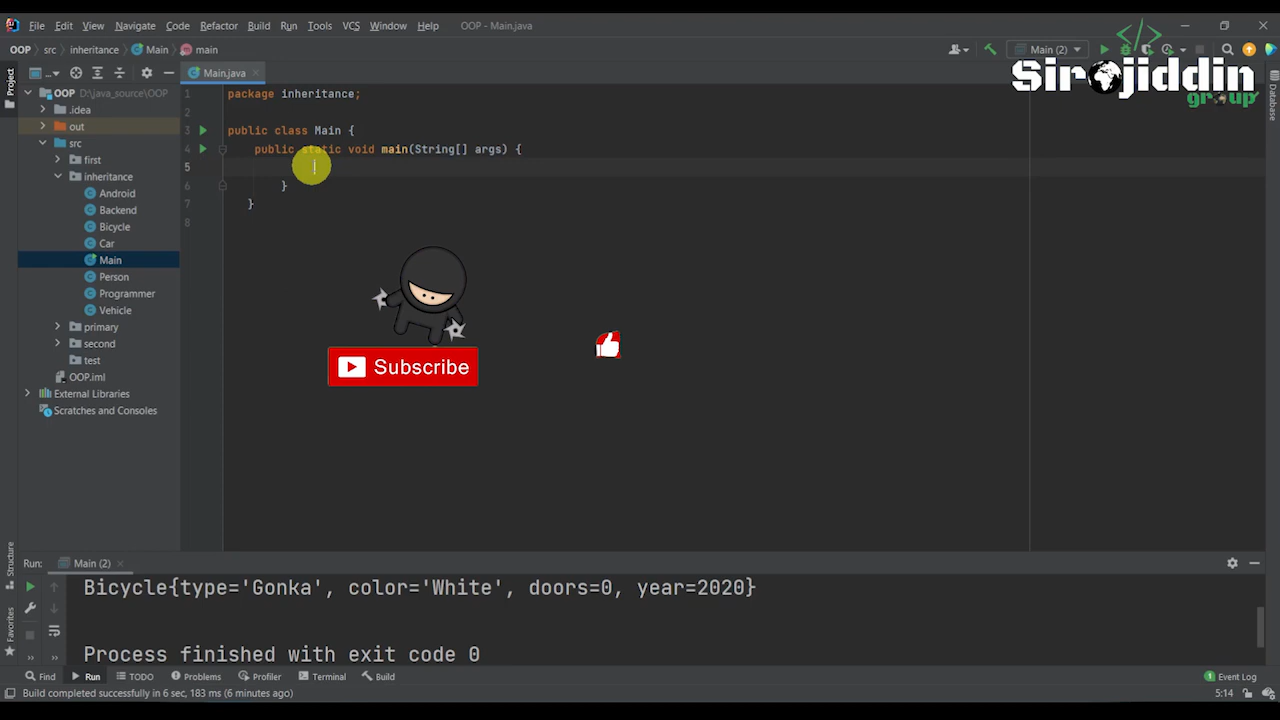 File Edit View Navigate Code Refactor Build Run Tools VCS Window Help OOP - Main.java
OOP src inheritance Main main Main (2)
Sirojiddin
group
Project
... Main.java
Database
OOP D:\java_source\OOP
.idea
out
src
first
inheritance
Android
Backend
Bicycle
Car
Main
Person
Programmer
Vehicle
primary
second
test
OOP.iml
External Libraries
Scratches and Consoles
1 package inheritance;
2
3 public class Main {
4 public static void main(String[] args) {
5
6 }
7 }
8
Subscribe
Structure
Favorites
Run: Main (2)
Bicycle{type='Gonka', color='White', doors=0, year=2020}
Process finished with exit code 0
Find Run TODO Problems Profiler Terminal Build 1 Event Log
Build completed successfully in 6 sec, 183 ms (6 minutes ago) 5:14